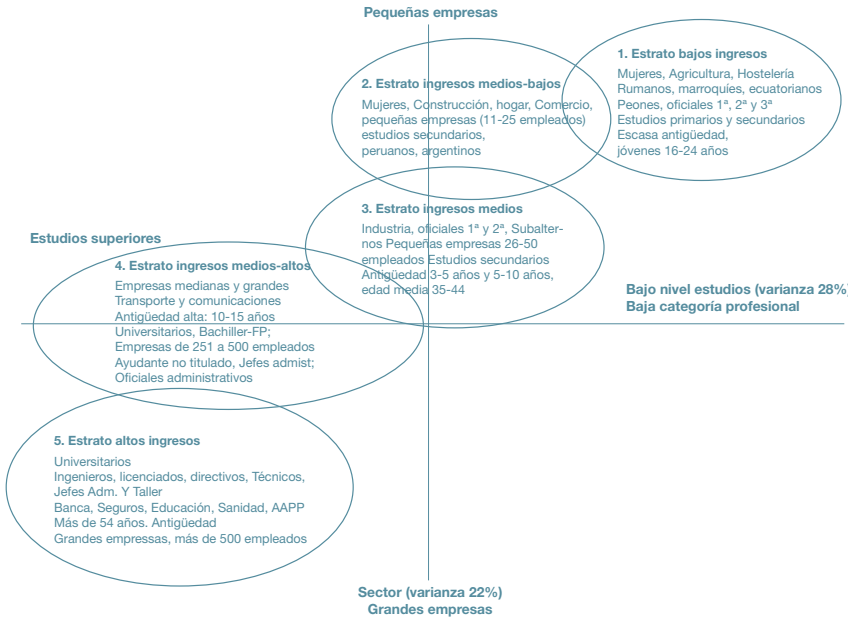 Pequeñas empresas
1. Estrato bajos ingresos
Mujeres, Agricultura, Hostelería
Rumanos, marroquíes, ecuatorianos
Peones, oficiales 1ª, 2ª y 3ª
Estudios primarios y secundarios
Escasa antigüedad,
jóvenes 16-24 años
2. Estrato ingresos medios-bajos
Mujeres, Construcción, hogar, Comercio,
pequeñas empresas (11-25 empleados)
estudios secundarios,
peruanos, argentinos
3. Estrato ingresos medios
Industria, oficiales 1ª y 2ª, Subalter-
nos Pequeñas empresas 26-50
empleados Estudios secundarios
Antigüedad 3-5 años y 5-10 años,
edad media 35-44
Estudios superiores
4. Estrato ingresos medios-altos
Empresas medianas y grandes
Transporte y comunicaciones
Antigüedad alta: 10-15 años
Universitarios, Bachiller-FP;
Empresas de 251 a 500 empleados
Ayudante no titulado, Jefes admist;
Oficiales administrativos
Bajo nivel estudios (varianza 28%)
Baja categoría profesional
5. Estrato altos ingresos
Universitarios
Ingenieros, licenciados, directivos, Técnicos,
Jefes Adm. Y Taller
Banca, Seguros, Educación, Sanidad, AAPP
Más de 54 años. Antigüedad
Grandes empressas, más de 500 empleados
Sector (varianza 22%)
Grandes empresas